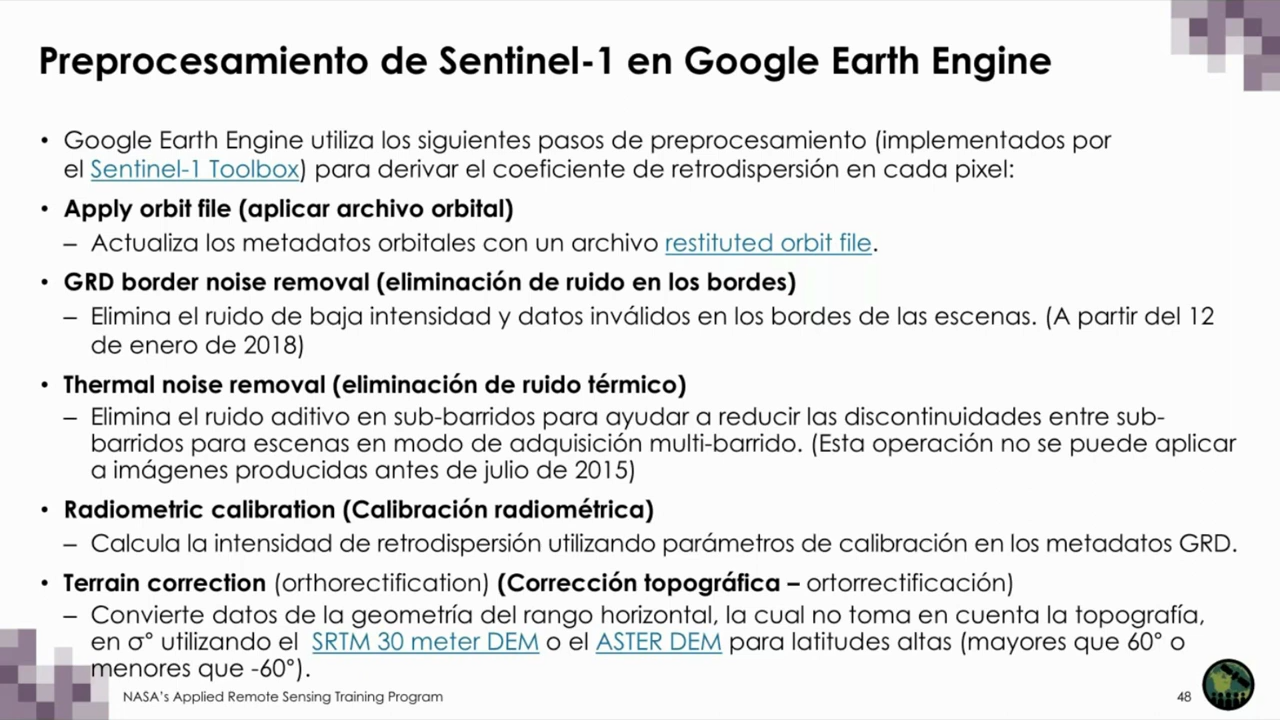 Preprocesamiento de Sentinel-1 en Google Earth Engine
• Google Earth Engine utiliza los siguientes pasos de preprocesamiento (implementados por
el Sentinel-1 Toolbox) para derivar el coeficiente de retrodispersión en cada pixel:
• Apply orbit file (aplicar archivo orbital)
– Actualiza los metadatos orbitales con un archivo restituted orbit file.
• GRD border noise removal (eliminación de ruido en los bordes)
– Elimina el ruido de baja intensidad y datos inválidos en los bordes de las escenas. (A partir del 12
de enero de 2018)
• Thermal noise removal (eliminación de ruido térmico)
– Elimina el ruido aditivo en sub-barridos para ayudar a reducir las discontinuidades entre sub-
barridos para escenas en modo de adquisición multi-barrido. (Esta operación no se puede aplicar
a imágenes producidas antes de julio de 2015)
• Radiometric calibration (Calibración radiométrica)
– Calcula la intensidad de retrodispersión utilizando parámetros de calibración en los metadatos GRD.
• Terrain correction (orthorectification) (Corrección topográfica – ortorrectificación)
– Convierte datos de la geometría del rango horizontal, la cual no toma en cuenta la topografía,
en σ° utilizando el SRTM 30 meter DEM o el ASTER DEM para latitudes altas (mayores que 60° o
menores que -60°).
NASA's Applied Remote Sensing Training Program
48